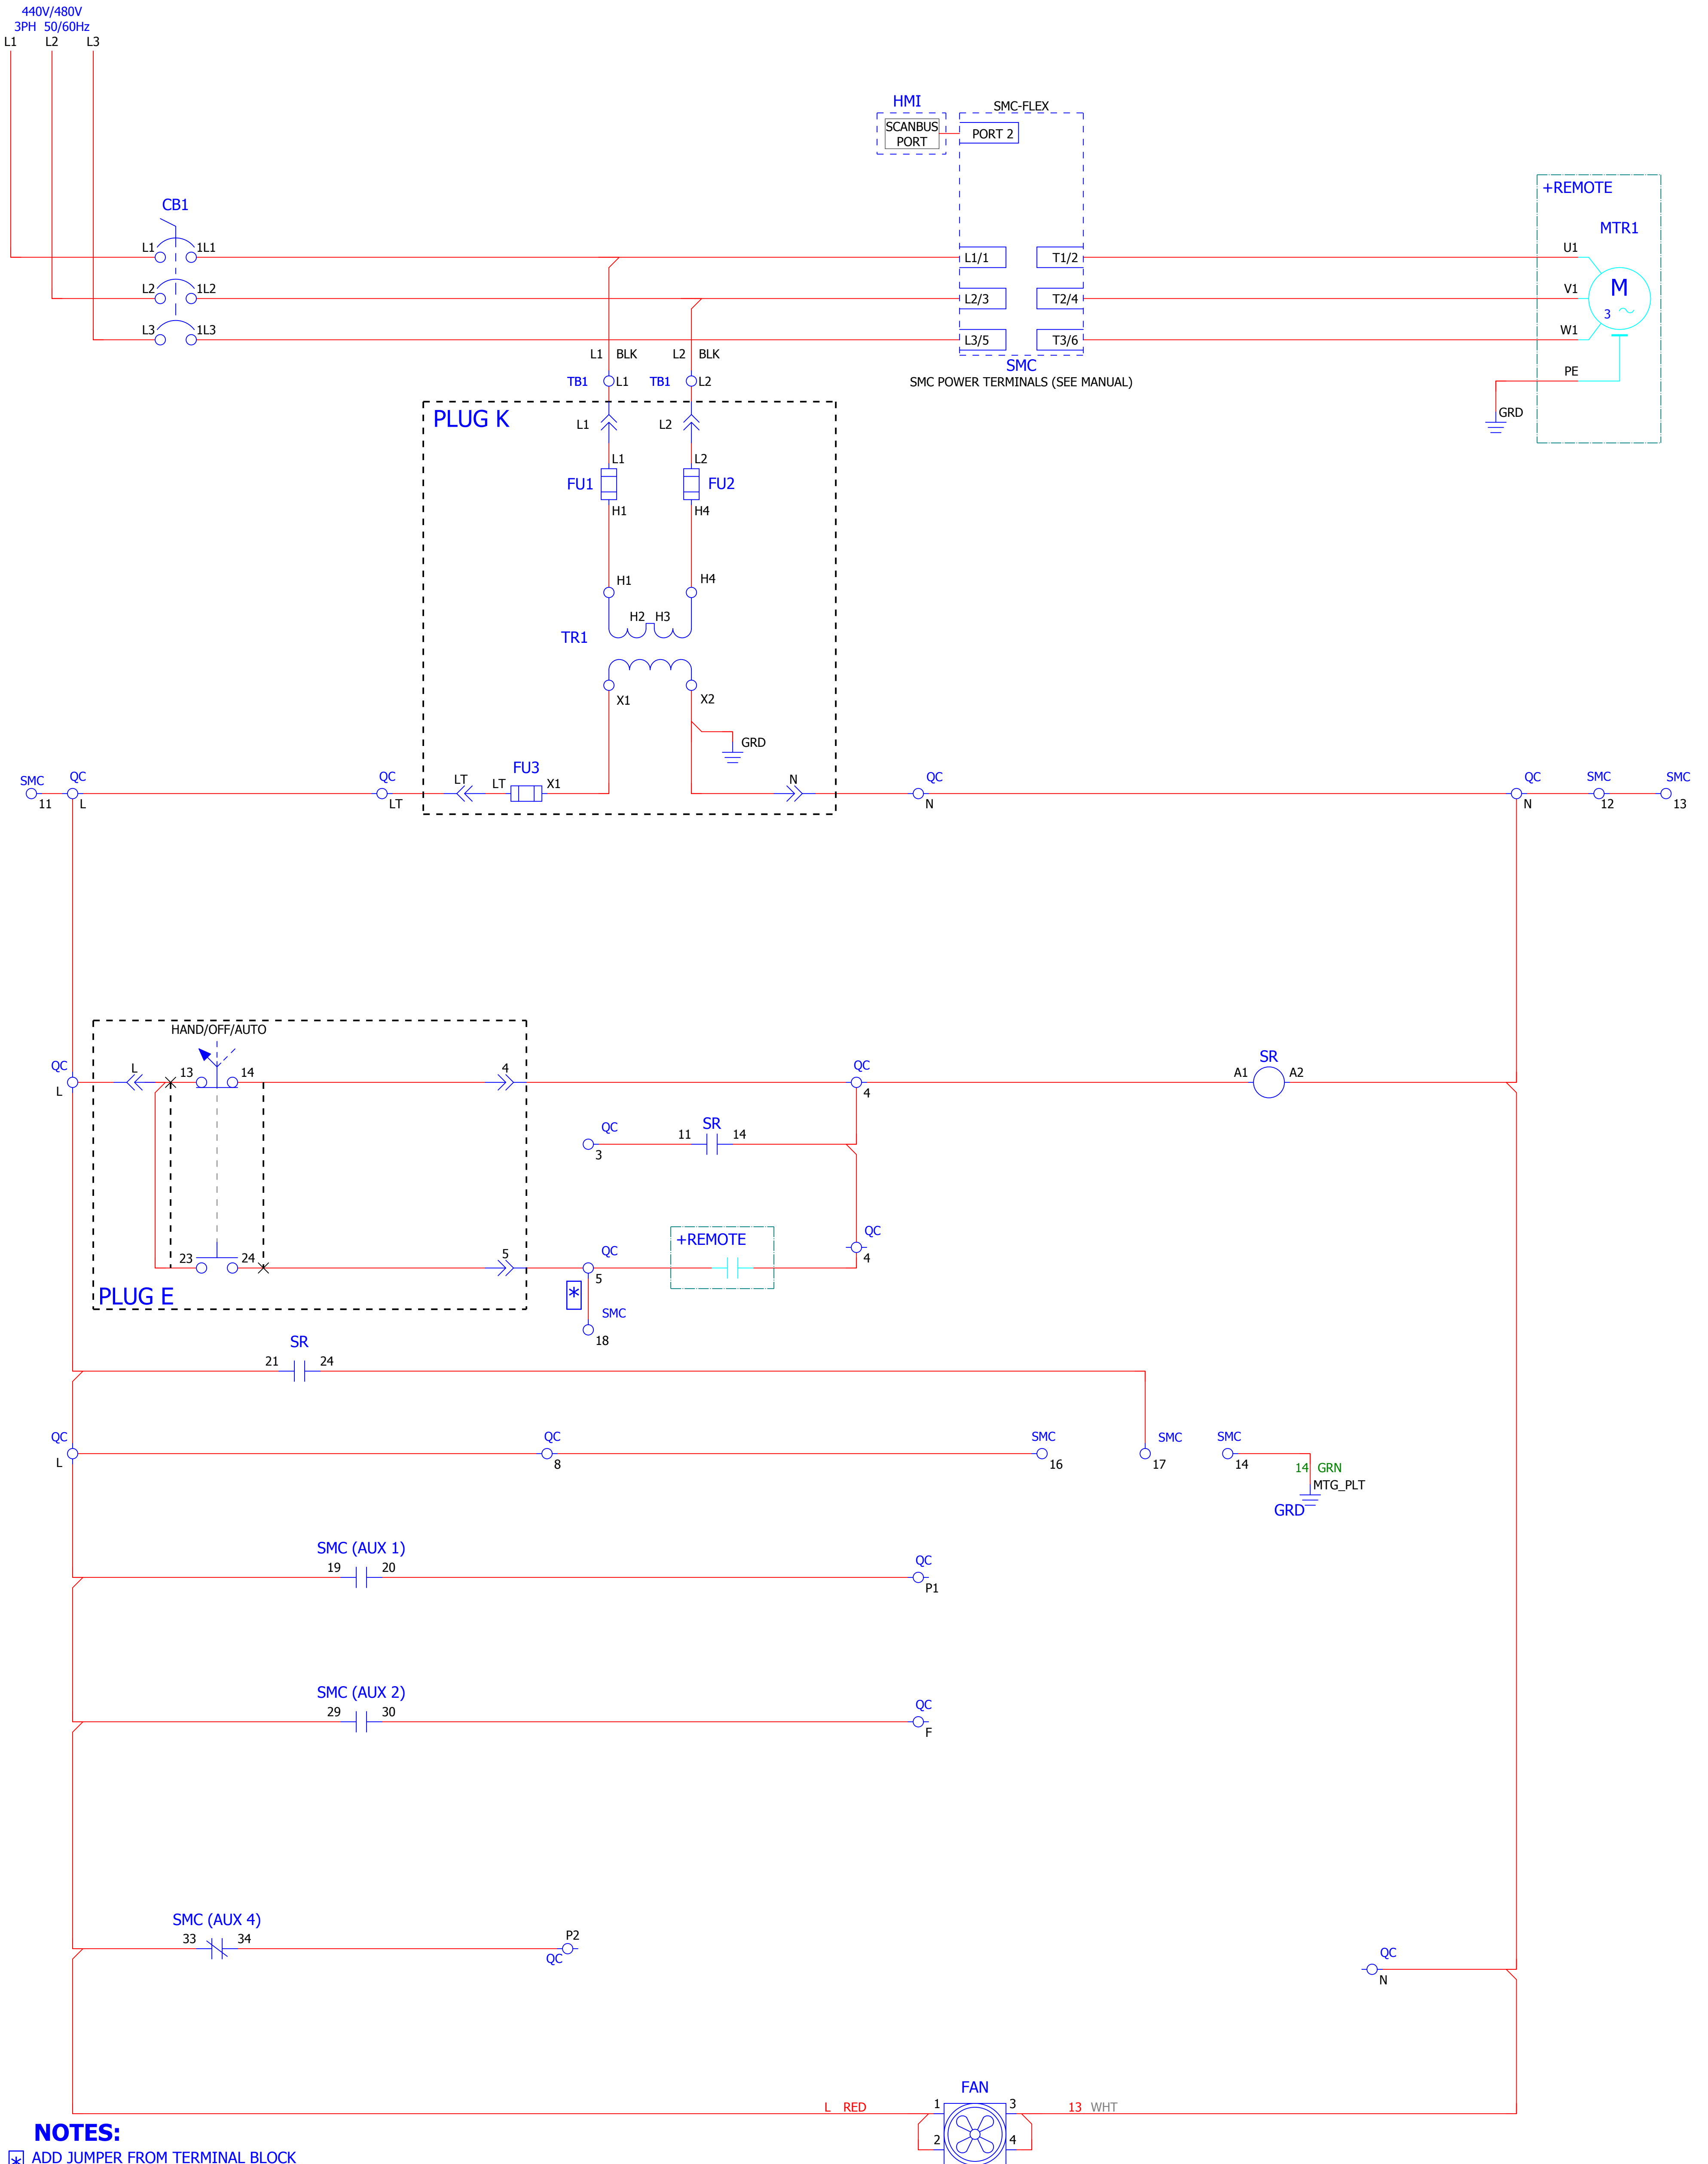 440V/480V
3PH 50/60Hz
L1 L2 L3
HMI
SCANBUS
PORT
SMC-FLEX
PORT 2
+REMOTE
MTR1
CB1
L1 1L1
L2 1L2
L3 1L3
L1/1 T1/2
L2/3 T2/4
L3/5 T3/6
SMC
SMC POWER TERMINALS (SEE MANUAL)
U1
V1
W1
PE
M
3
GRD
L1 BLK L2 BLK
TB1 L1 TB1 L2
PLUG K
L1 L2
L1 L2
FU1 FU2
H1 H4
H1 H4
H2 H3
TR1
X1 X2
GRD
SMC QC QC LT LT FU3 X1 N QC QC SMC SMC
11 L LT N N 12 13
HAND/OFF/AUTO
QC L 13 14 4 QC A1 SR A2
L 4
QC 11 SR 14
3
QC
4
23 24 5 QC
5
+REMOTE
PLUG E
*
SMC
18
SR
21 24
QC QC SMC SMC SMC
L 8 16 17 14
14 GRN
MTG_PLT
GRD
SMC (AUX 1)
19 20 QC
P1
SMC (AUX 2)
29 30 QC
F
SMC (AUX 4)
33 34 P2
QC
QC
N
FAN
L RED 1 3 13 WHT
2 4
NOTES:
* ADD JUMPER FROM TERMINAL BLOCK